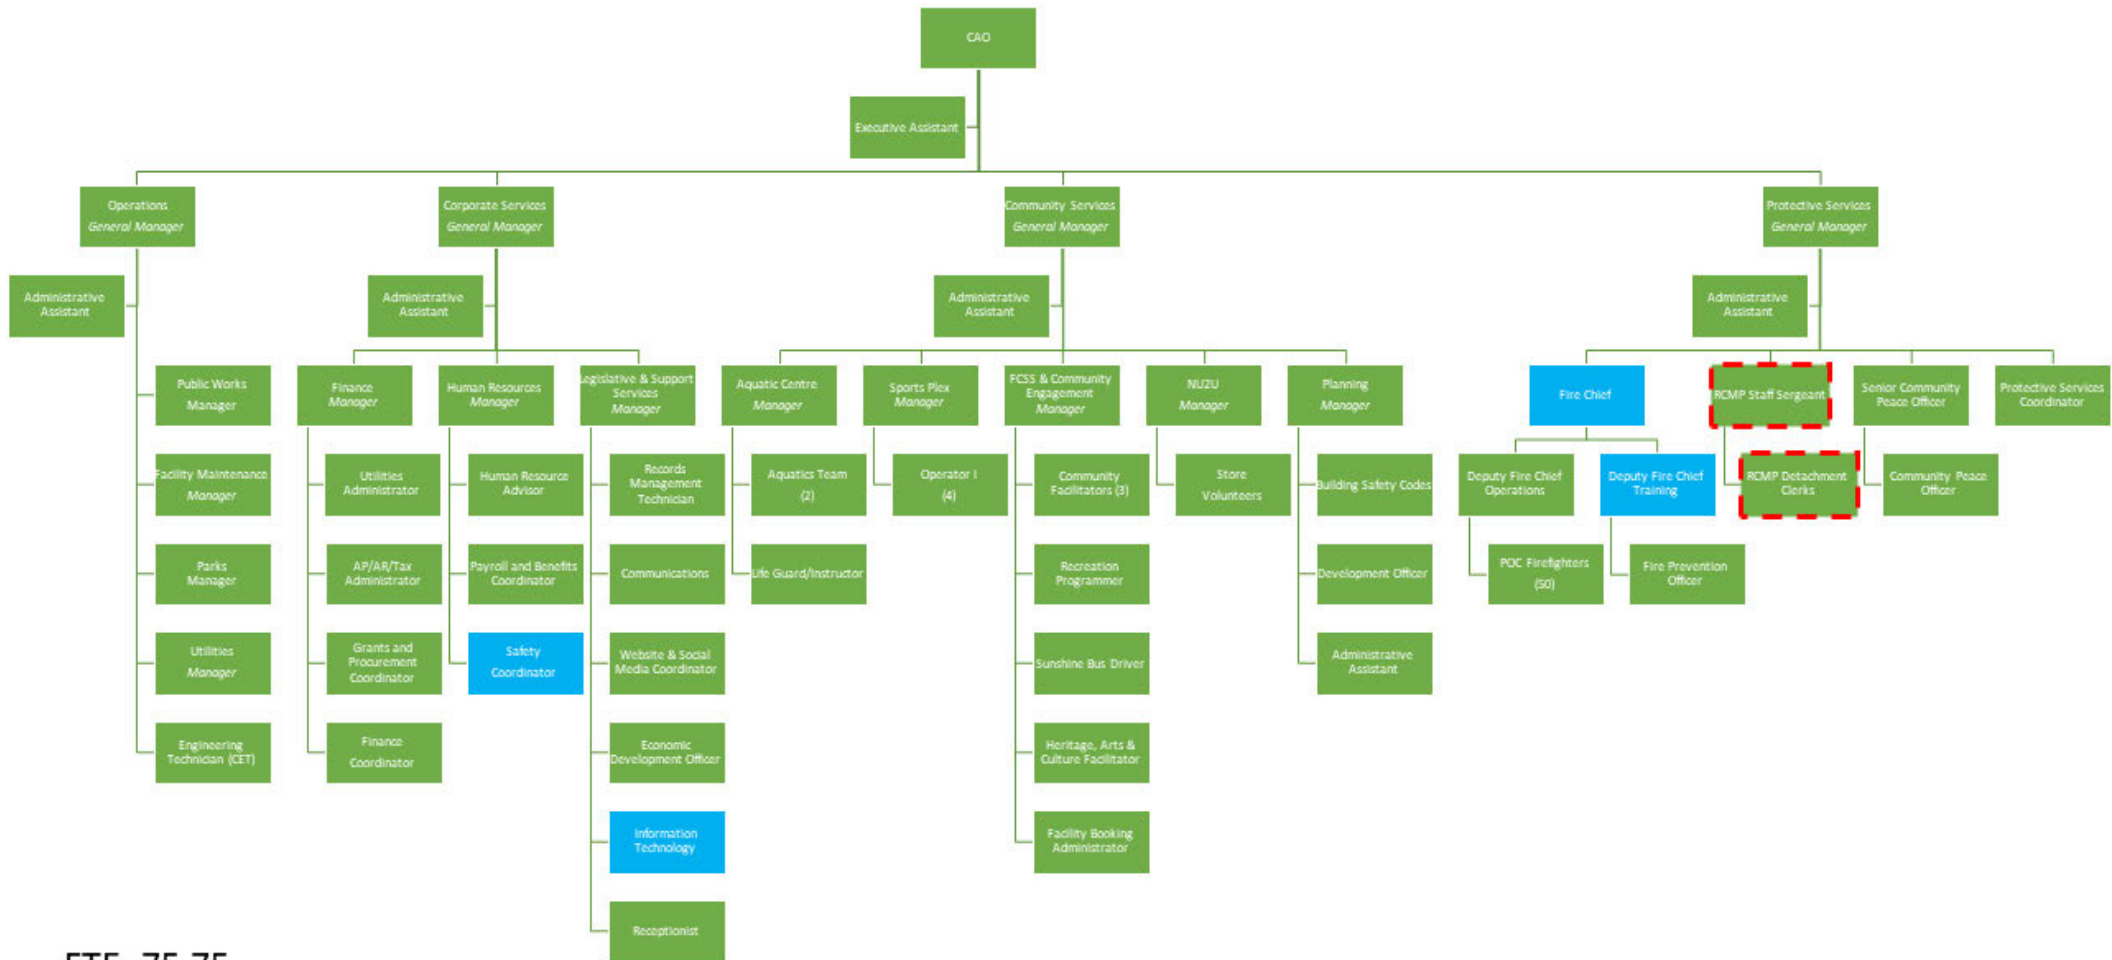 CAO
Executive Assistant
Operations
General Manager
Corporate Services
General Manager
Community Services
General Manager
Protective Services
General Manager
Administrative
Assistant
Administrative
Assistant
Administrative
Assistant
Administrative
Assistant
Public Works
Manager
Finance
Manager
Human Resources
Manager
Legislative & Support
Services
Manager
Aquatic Centre
Manager
Sports Plex
Manager
FCSS & Community
Engagement
Manager
NU2U
Manager
Planning
Manager
Fire Chief
RCMP Staff Sergeant
Senior Community
Peace Officer
Protective Services
Coordinator
Facility Maintenance
Manager
Utilities
Administrator
Human Resource
Advisor
Records
Management
Technician
Aquatics Team
(2)
Operator I
(4)
Community
Facilitators (3)
Store
Volunteers
Building Safety Codes
Deputy Fire Chief
Operations
Deputy Fire Chief
Training
RCMP Detachment
Clerks
Community Peace
Officer
Parks
Manager
AP/AR/Tax
Administrator
Payroll and Benefits
Coordinator
Communications
Life Guard/Instructor
Recreation
Programmer
Development Officer
POC Firefighters
(50)
Fire Prevention
Officer
Utilities
Manager
Grants and
Procurement
Coordinator
Safety
Coordinator
Website & Social
Media Coordinator
Sunshine Bus Driver
Administrative
Assistant
Engineering
Technician (CET)
Finance
Coordinator
Economic
Development Officer
Heritage, Arts &
Culture Facilitator
Information
Technology
Facility Booking
Administrator
Receptionist